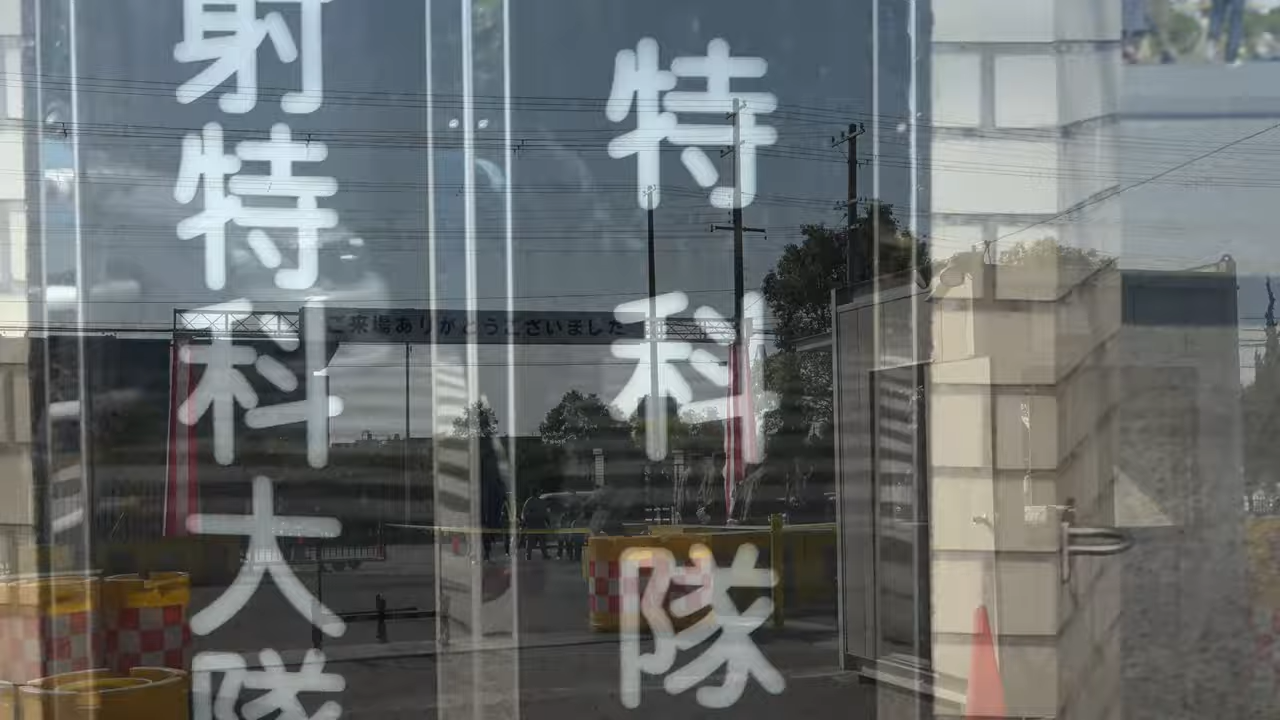 特科隊
射特科大隊
ご来場ありがとうございました